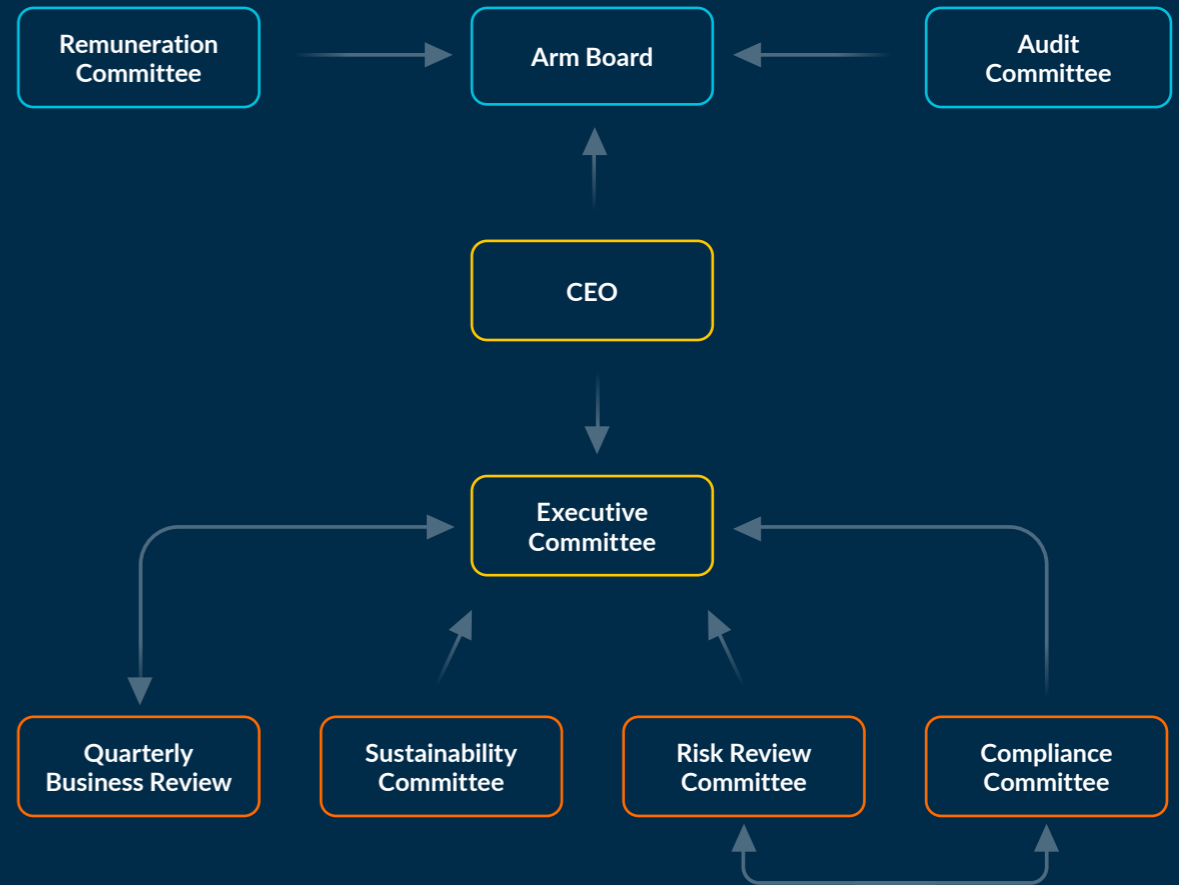 Remuneration
Committee
Arm Board
Audit
Committee
CEO
Executive
Committee
Quarterly
Business Review
Sustainability
Committee
Risk Review
Committee
Compliance
Committee